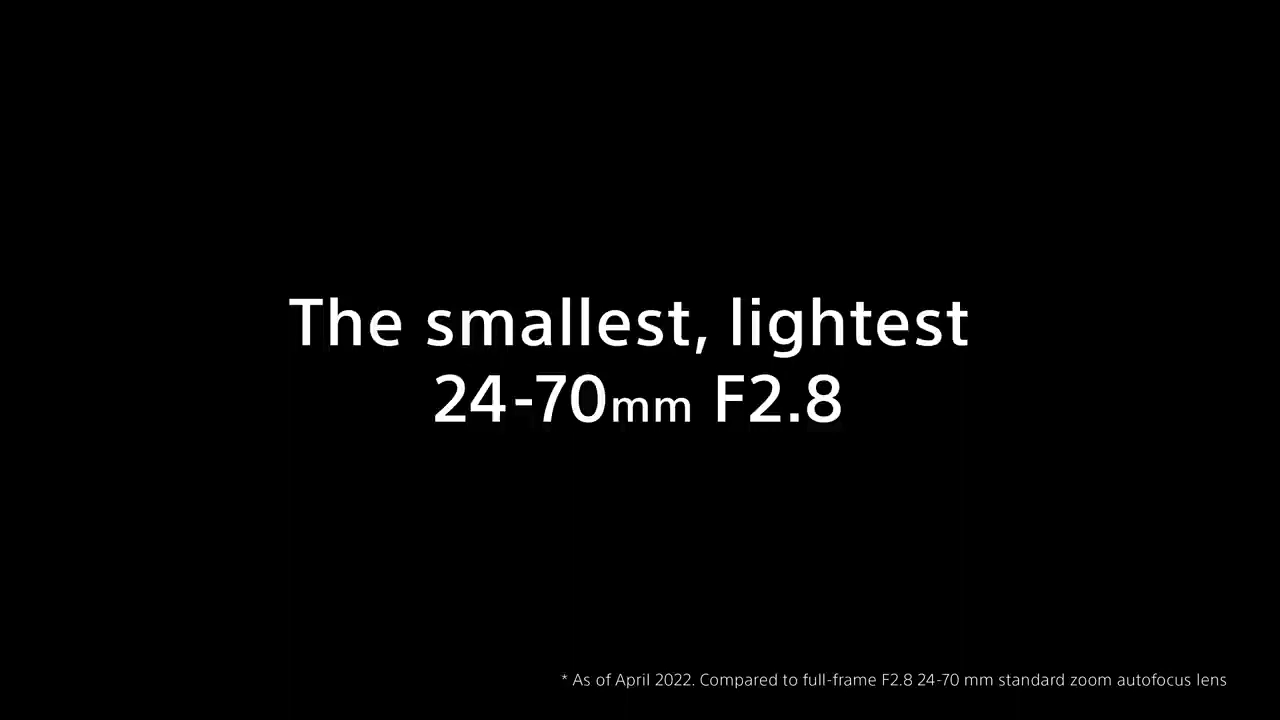 The smallest, lightest
24-70mm F2.8
* As of April 2022. Compared to full-frame F2.8 24-70 mm standard zoom autofocus lens